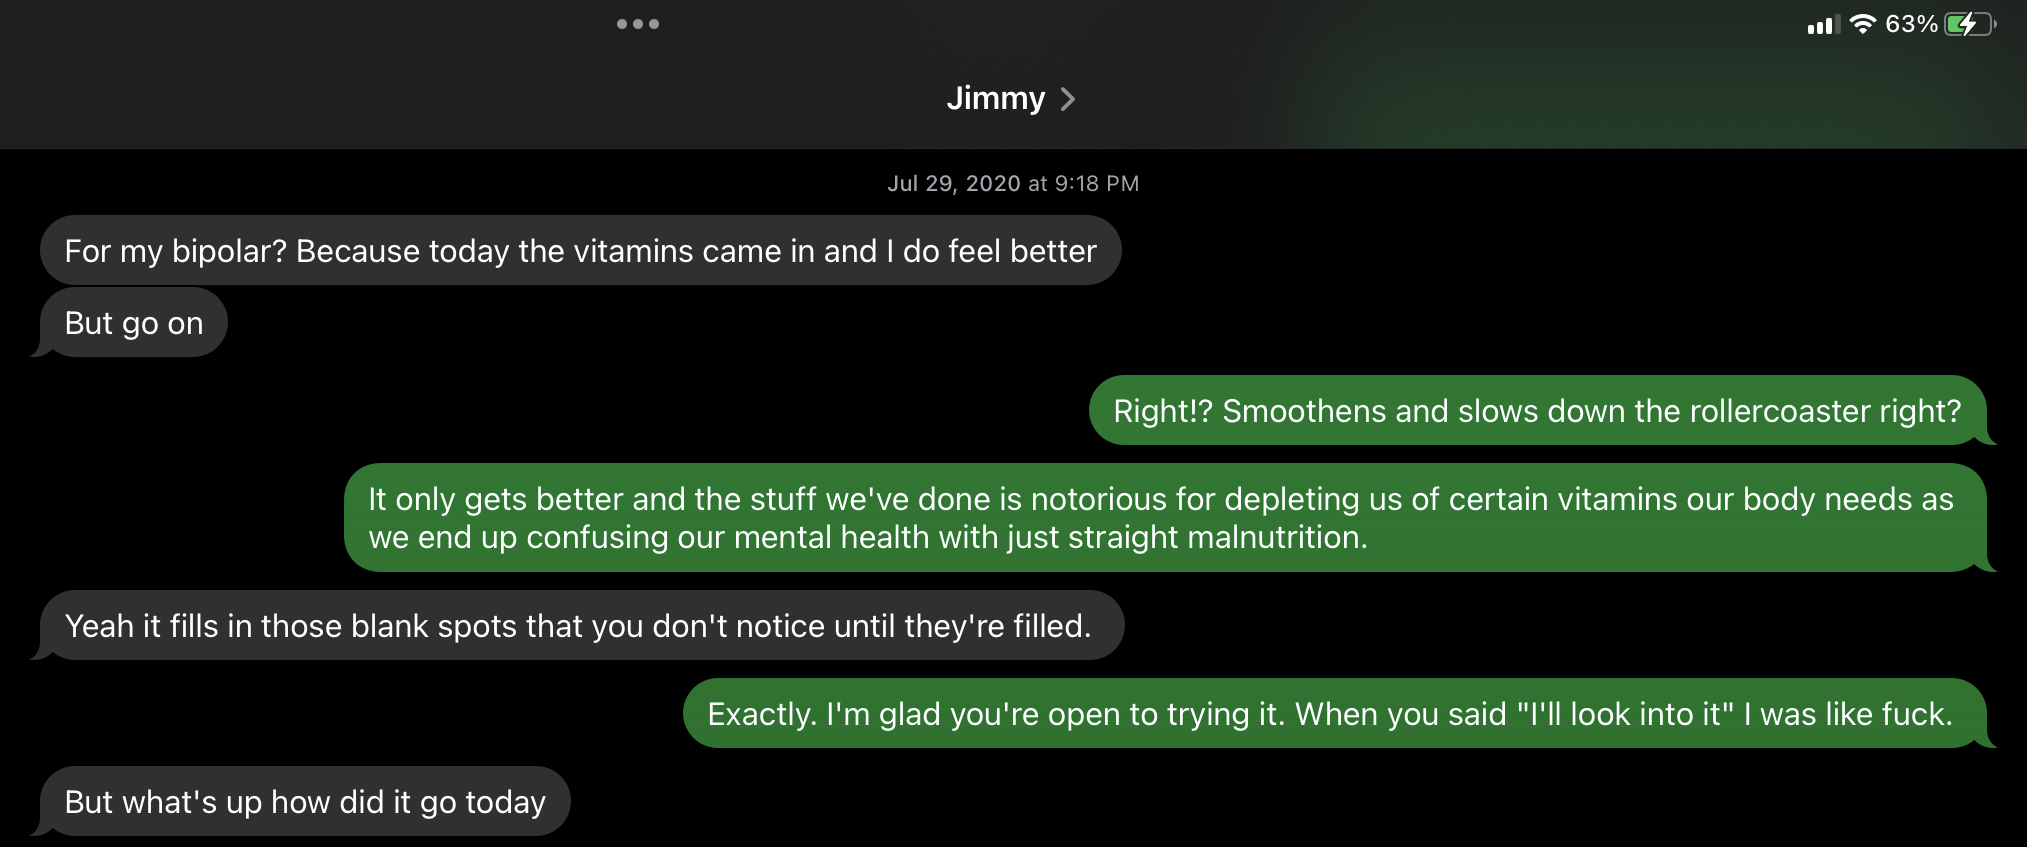 63%
Jimmy
Jul 29, 2020 at 9:18 PM
For my bipolar? Because today the vitamins came in and I do feel better
But go on
Right!? Smoothens and slows down the rollercoaster right?
It only gets better and the stuff we've done is notorious for depleting us of certain vitamins our body needs as
we end up confusing our mental health with just straight malnutrition.
Yeah it fills in those blank spots that you don't notice until they're filled.
Exactly. I'm glad you're open to trying it. When you said "I'll look into it" I was like fuck.
But what's up how did it go today